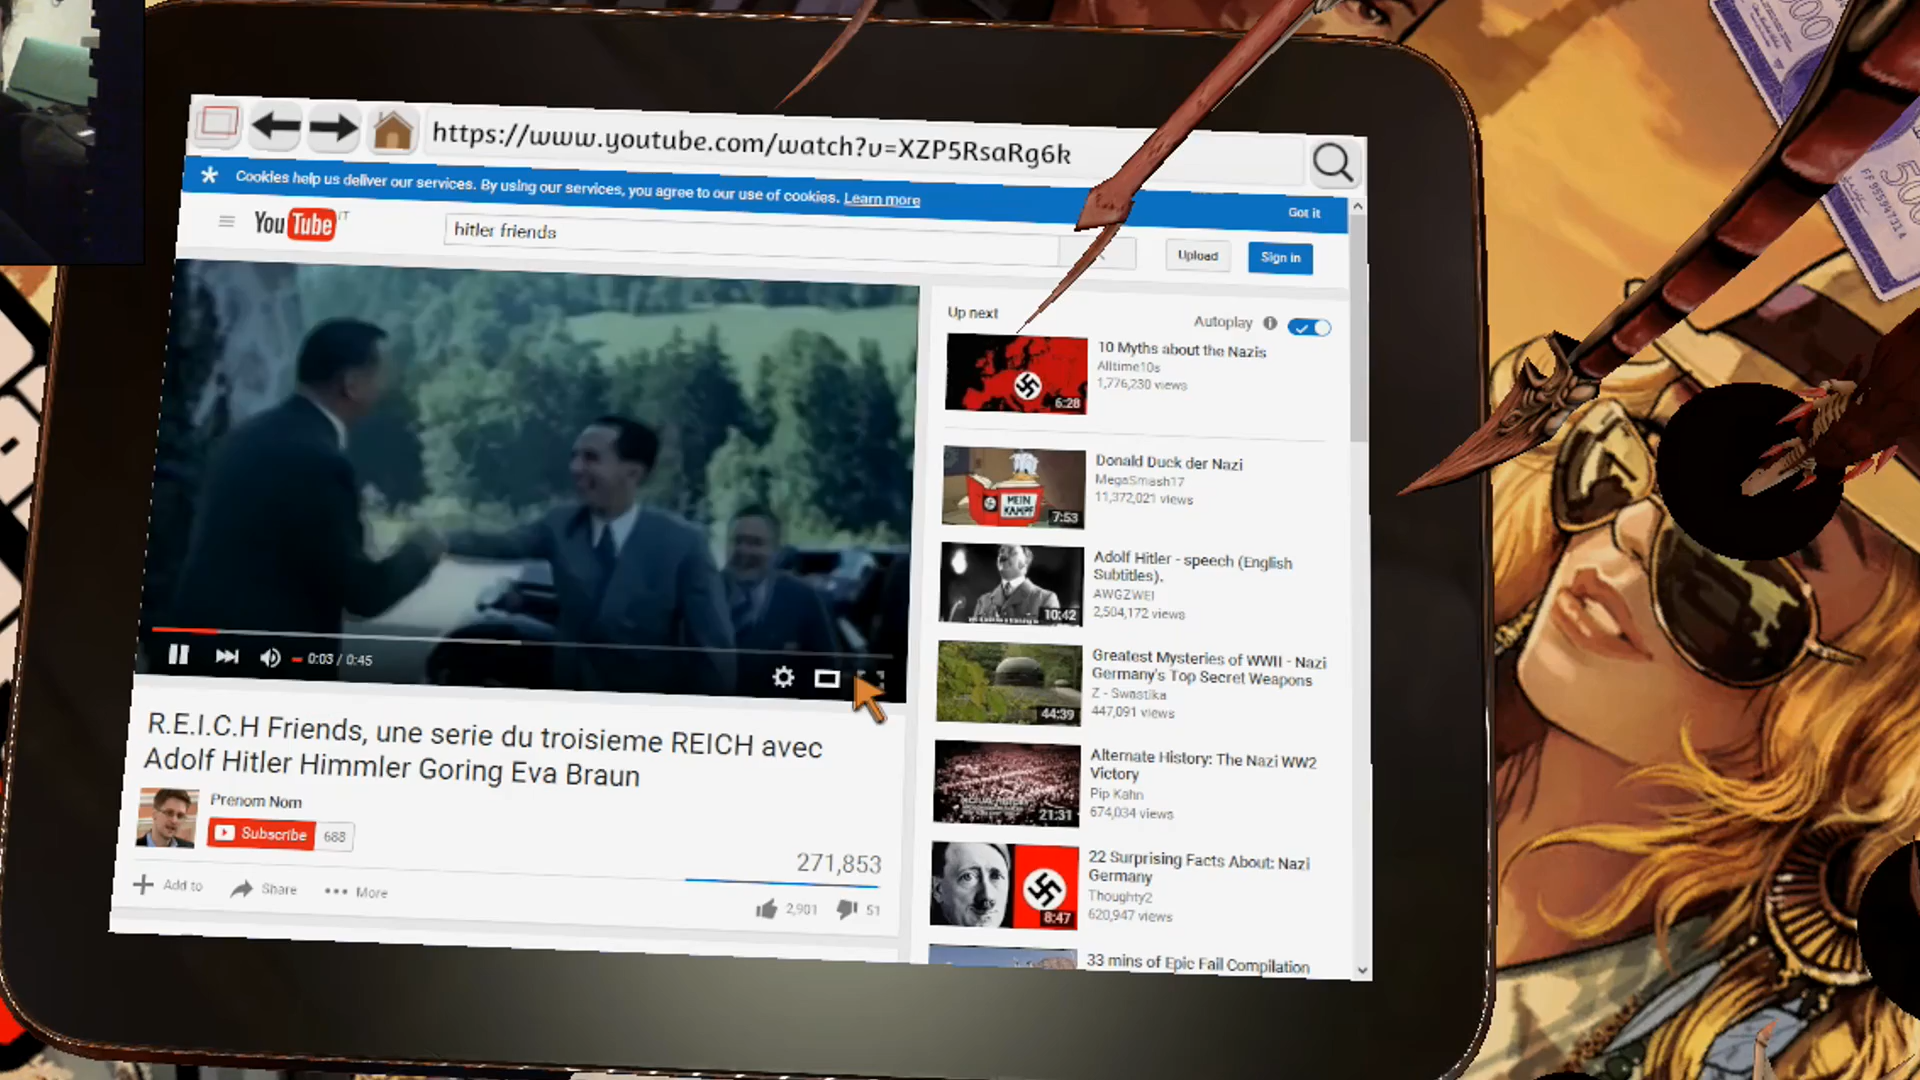 https://www.youtube.com/watch?v=XZP5RsaRg6k
Cookies help us deliver our services. By using our services, you agree to our use of cookies. Learn more
Got it
YouTube IT
hitler friends
Upload
Sign in
0:03 / 0:45
R.E.I.C.H Friends, une serie du troisieme REICH avec
Adolf Hitler Himmler Goring Eva Braun
Prenom Nom
Subscribe 688
271,853
Add to
Share
More
2,901
51
Up next
Autoplay
10 Myths about the Nazis
Alltime10s
1,776,230 views
6:28
Donald Duck der Nazi
MegaSmash17
11,372,021 views
MEIN
KAMPF
7:53
Adolf Hitler - speech (English
Subtitles).
AWGZWEI
2,504,172 views
10:42
Greatest Mysteries of WWII - Nazi
Germany's Top Secret Weapons
Z - Swastika
447,091 views
44:39
Alternate History: The Nazi WW2
Victory
Pip Kahn
674,034 views
21:31
22 Surprising Facts About: Nazi
Germany
Thoughty2
620,947 views
8:47
33 mins of Epic Fail Compilation
500
FF955947314